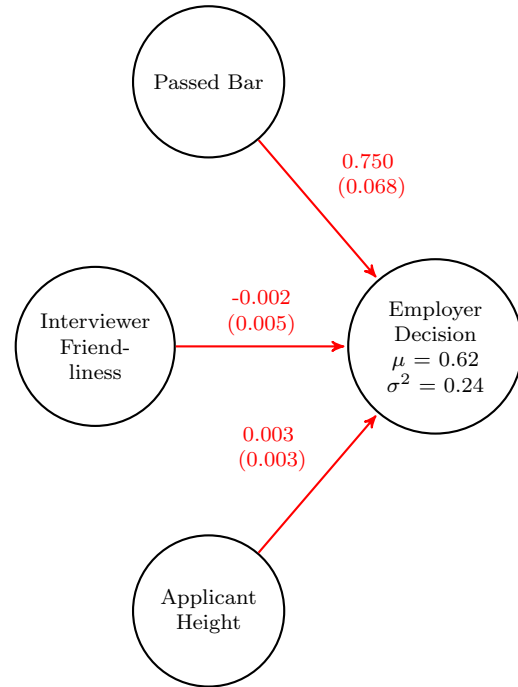 Passed Bar
0.750
(0.068)
Interviewer
Friend-
liness
-0.002
(0.005)
Employer
Decision
μ = 0.62
σ² = 0.24
0.003
(0.003)
Applicant
Height